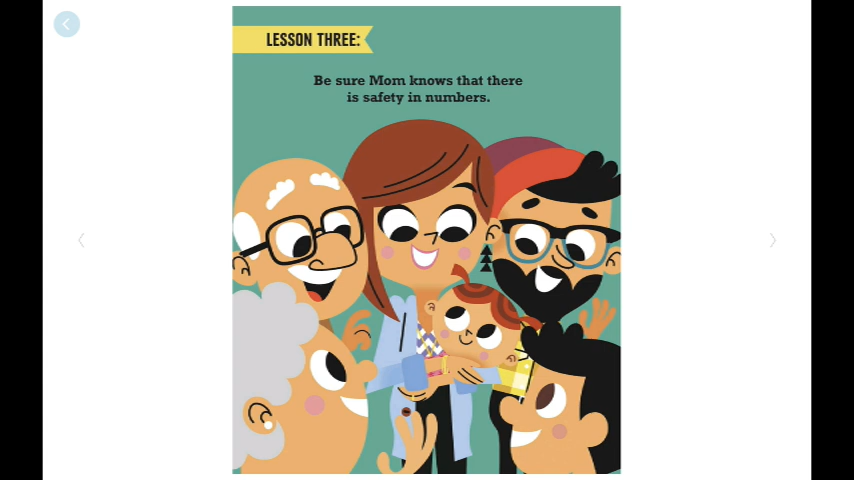 LESSON THREE:
Be sure Mom knows that there
is safety in numbers.